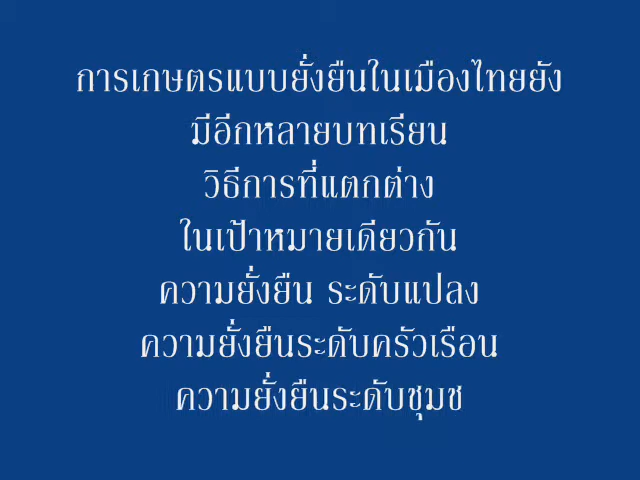 การเกษตรแบบยั่งยืนในเมืองไทยยัง
มีอีกหลายบทเรียน
วิธีการที่แตกต่าง
ในเป้าหมายเดียวกัน
ความยั่งยืน ระดับแปลง
ความยั่งยืนระดับครัวเรือน
ความยั่งยืนระดับชุมช